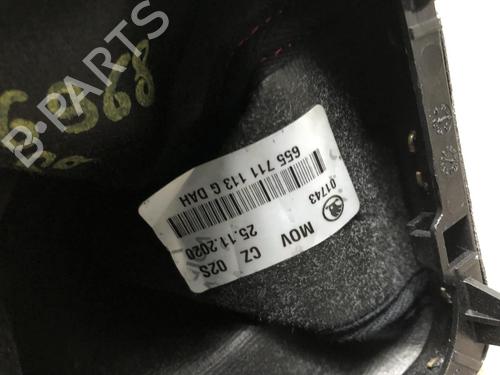 B-PARTS
655 711 113 G DAH
01743
25.11.2020
MOV CZ 02S